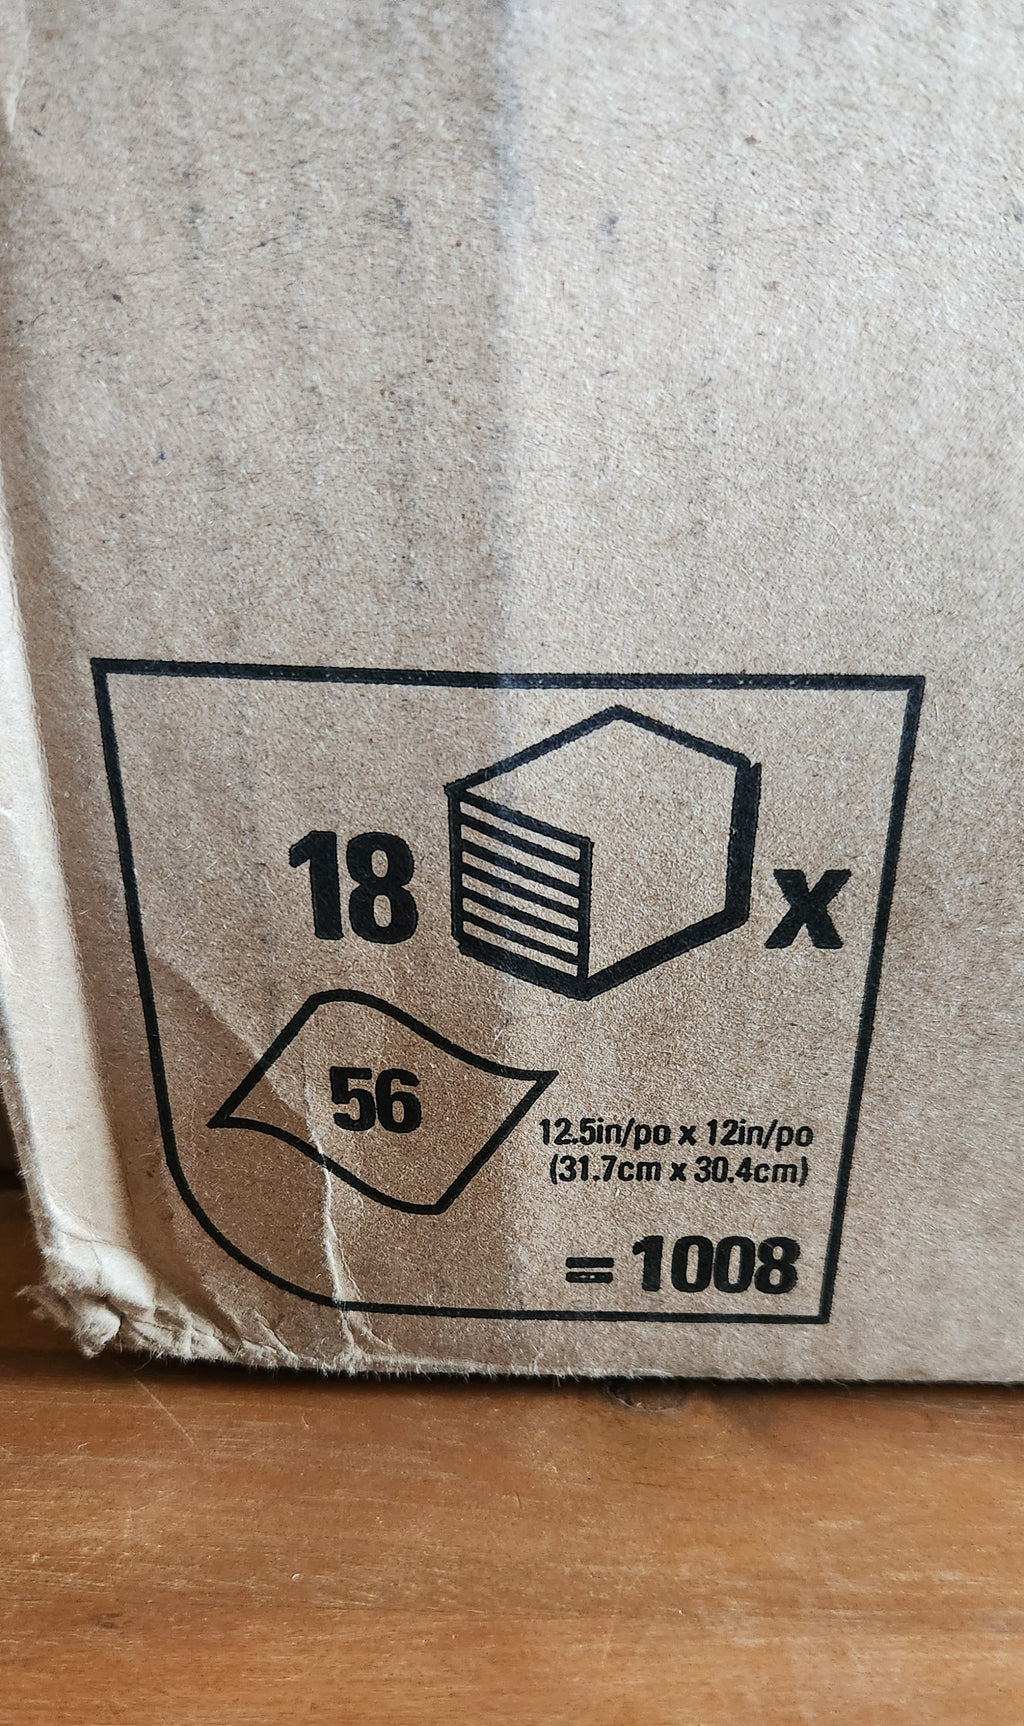 18 x
56
12.5in/po x 12in/po
(31.7cm x 30.4cm)
= 1008